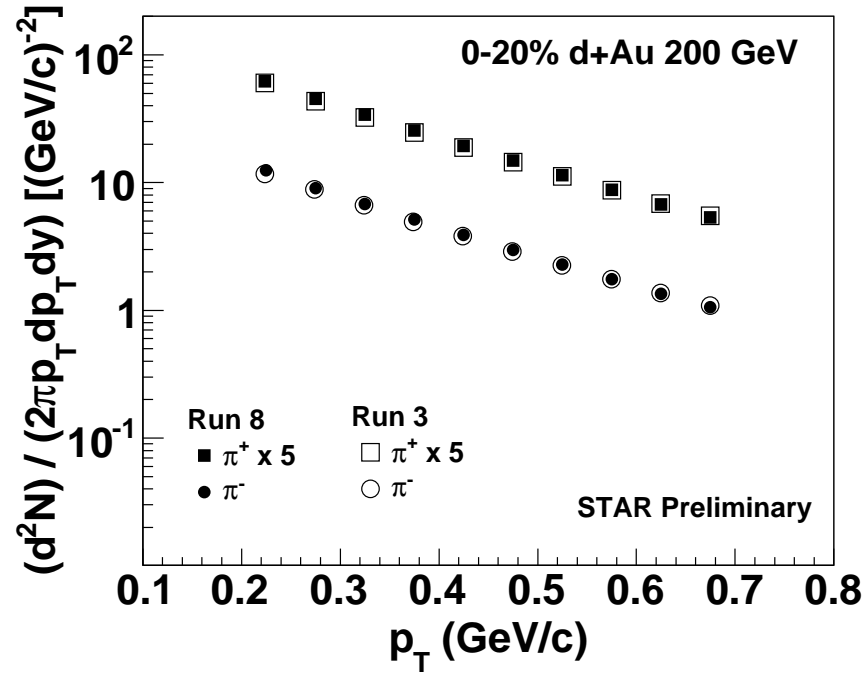 0-20% d+Au 200 GeV
(d²N) / (2πp_T dp_T dy) [(GeV/c)⁻²]
10²
10
1
10⁻¹
Run 8
Run 3
π⁺ x 5
π⁺ x 5
π⁻
π⁻
STAR Preliminary
0.1 0.2 0.3 0.4 0.5 0.6 0.7 0.8
p_T (GeV/c)